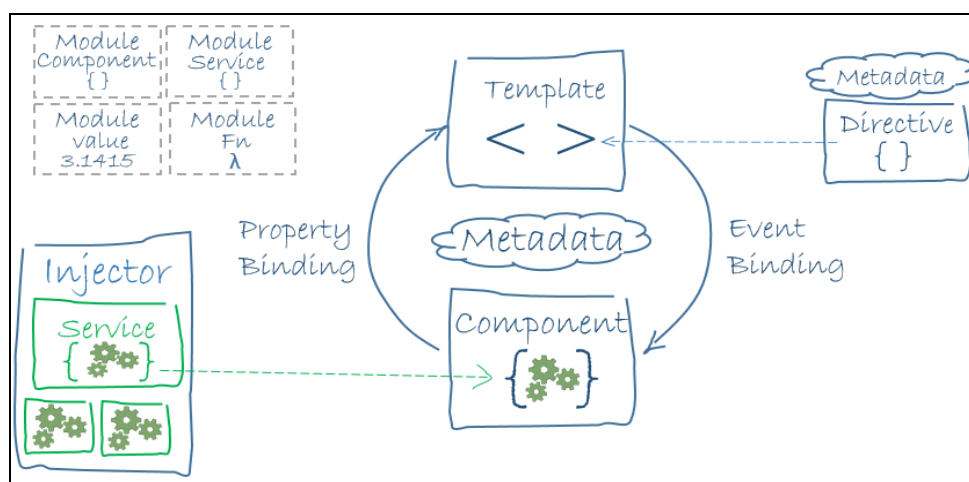 Module
Component
{ }
Module
Service
{ }
Module
value
3.1415
Module
Fn
λ
Template
< >
Metadata
Directive
{ }
Property
Binding
Metadata
Event
Binding
Injector
Service
{ }
Component
{ }